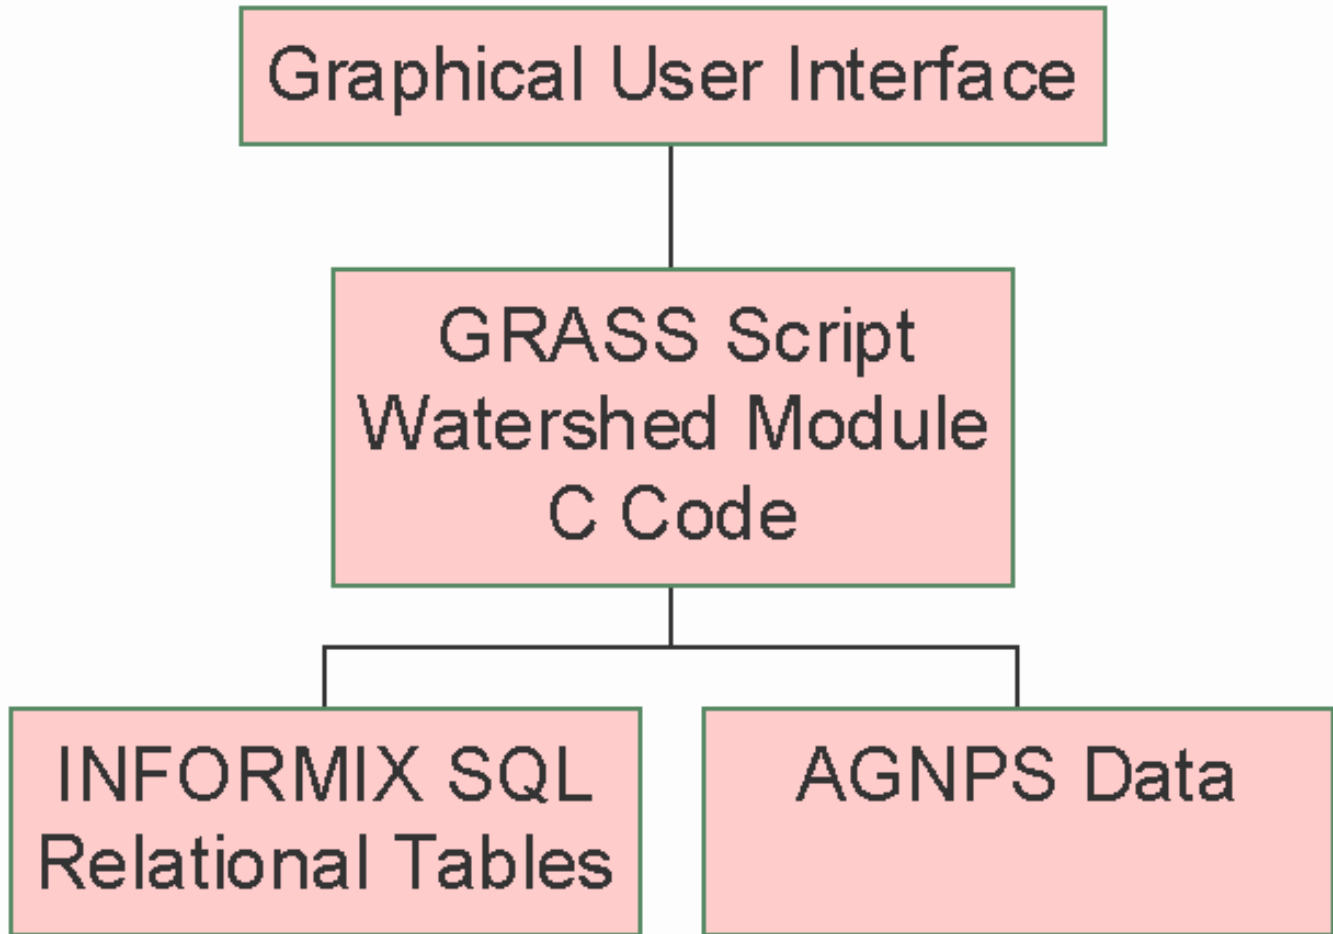 Graphical User Interface
GRASS Script
Watershed Module
C Code
INFORMIX SQL
Relational Tables
AGNPS Data